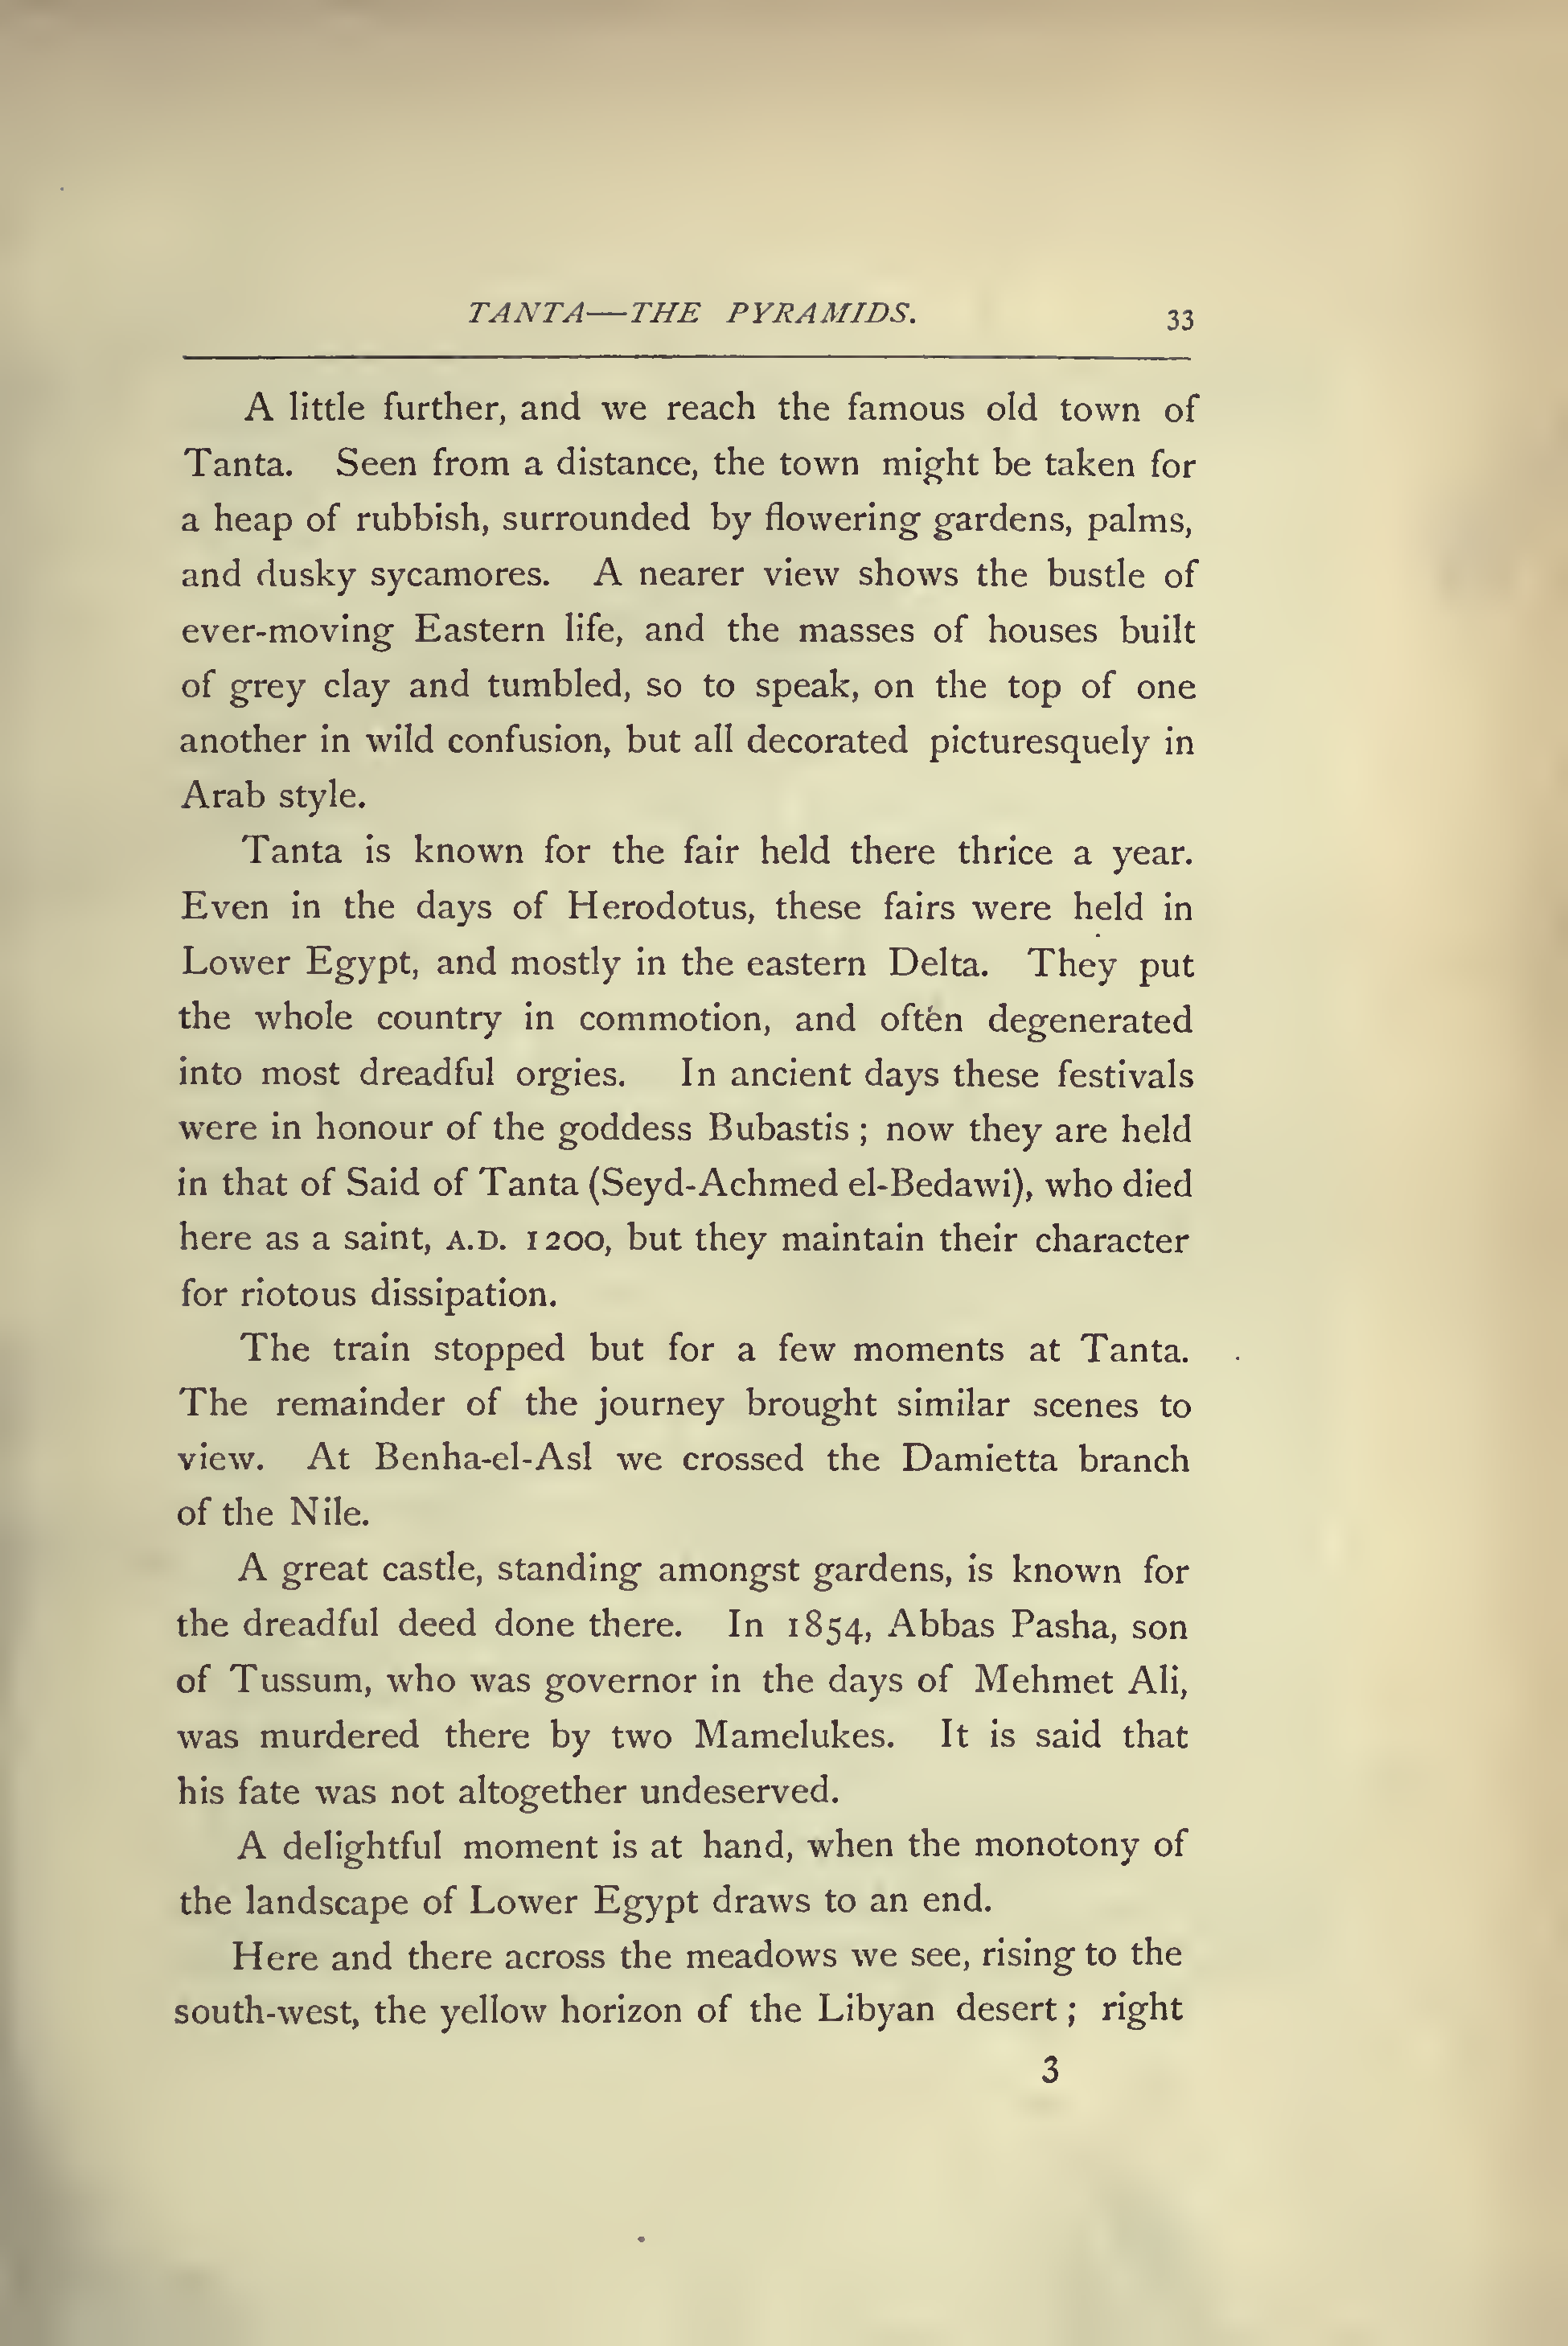 TANTA—THE PYRAMIDS. 33
A little further, and we reach the famous old town of
Tanta. Seen from a distance, the town might be taken for
a heap of rubbish, surrounded by flowering gardens, palms,
and dusky sycamores. A nearer view shows the bustle of
ever-moving Eastern life, and the masses of houses built
of grey clay and tumbled, so to speak, on the top of one
another in wild confusion, but all decorated picturesquely in
Arab style.
Tanta is known for the fair held there thrice a year.
Even in the days of Herodotus, these fairs were held in
Lower Egypt, and mostly in the eastern Delta. They put
the whole country in commotion, and often degenerated
into most dreadful orgies. In ancient days these festivals
were in honour of the goddess Bubastis ; now they are held
in that of Said of Tanta (Seyd-Achmed el-Bedawi), who died
here as a saint, A.D. 1200, but they maintain their character
for riotous dissipation.
The train stopped but for a few moments at Tanta.
The remainder of the journey brought similar scenes to
view. At Benha-el-Asl we crossed the Damietta branch
of the Nile.
A great castle, standing amongst gardens, is known for
the dreadful deed done there. In 1854, Abbas Pasha, son
of Tussum, who was governor in the days of Mehmet Ali,
was murdered there by two Mamelukes. It is said that
his fate was not altogether undeserved.
A delightful moment is at hand, when the monotony of
the landscape of Lower Egypt draws to an end.
Here and there across the meadows we see, rising to the
south-west, the yellow horizon of the Libyan desert ; right
3